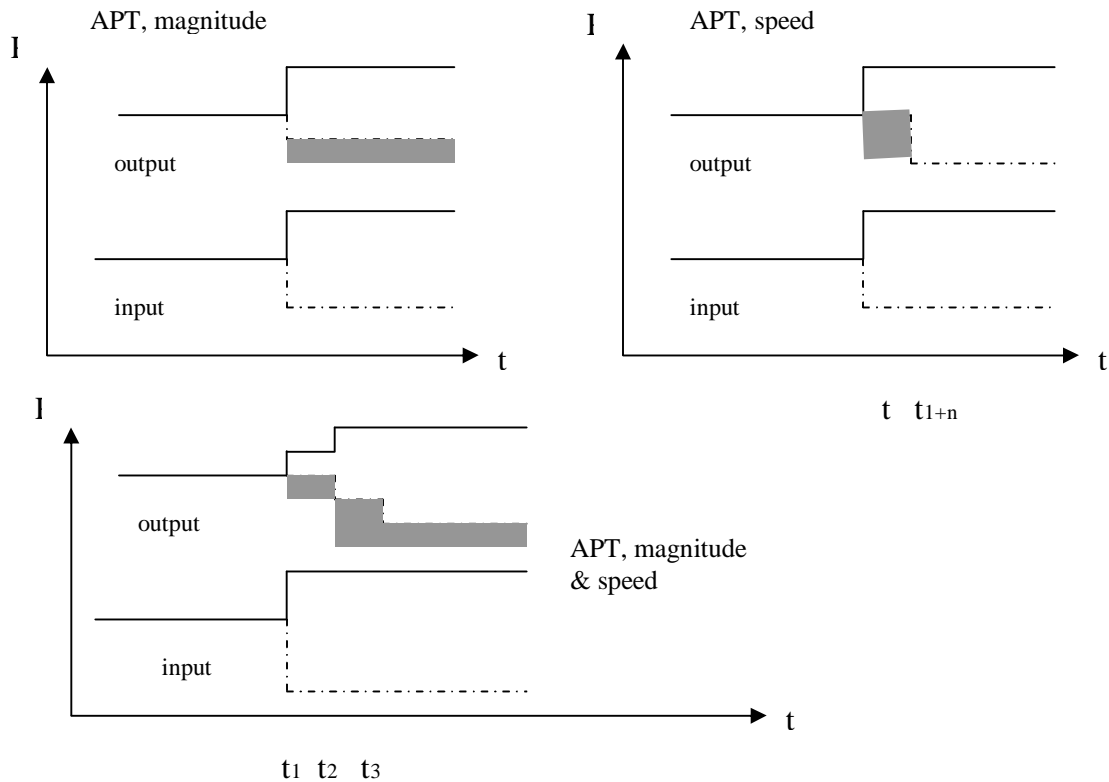 APT, magnitude
output
input
t
APT, speed
output
input
t
t t1+n
output
APT, magnitude
& speed
input
t
t1 t2 t3